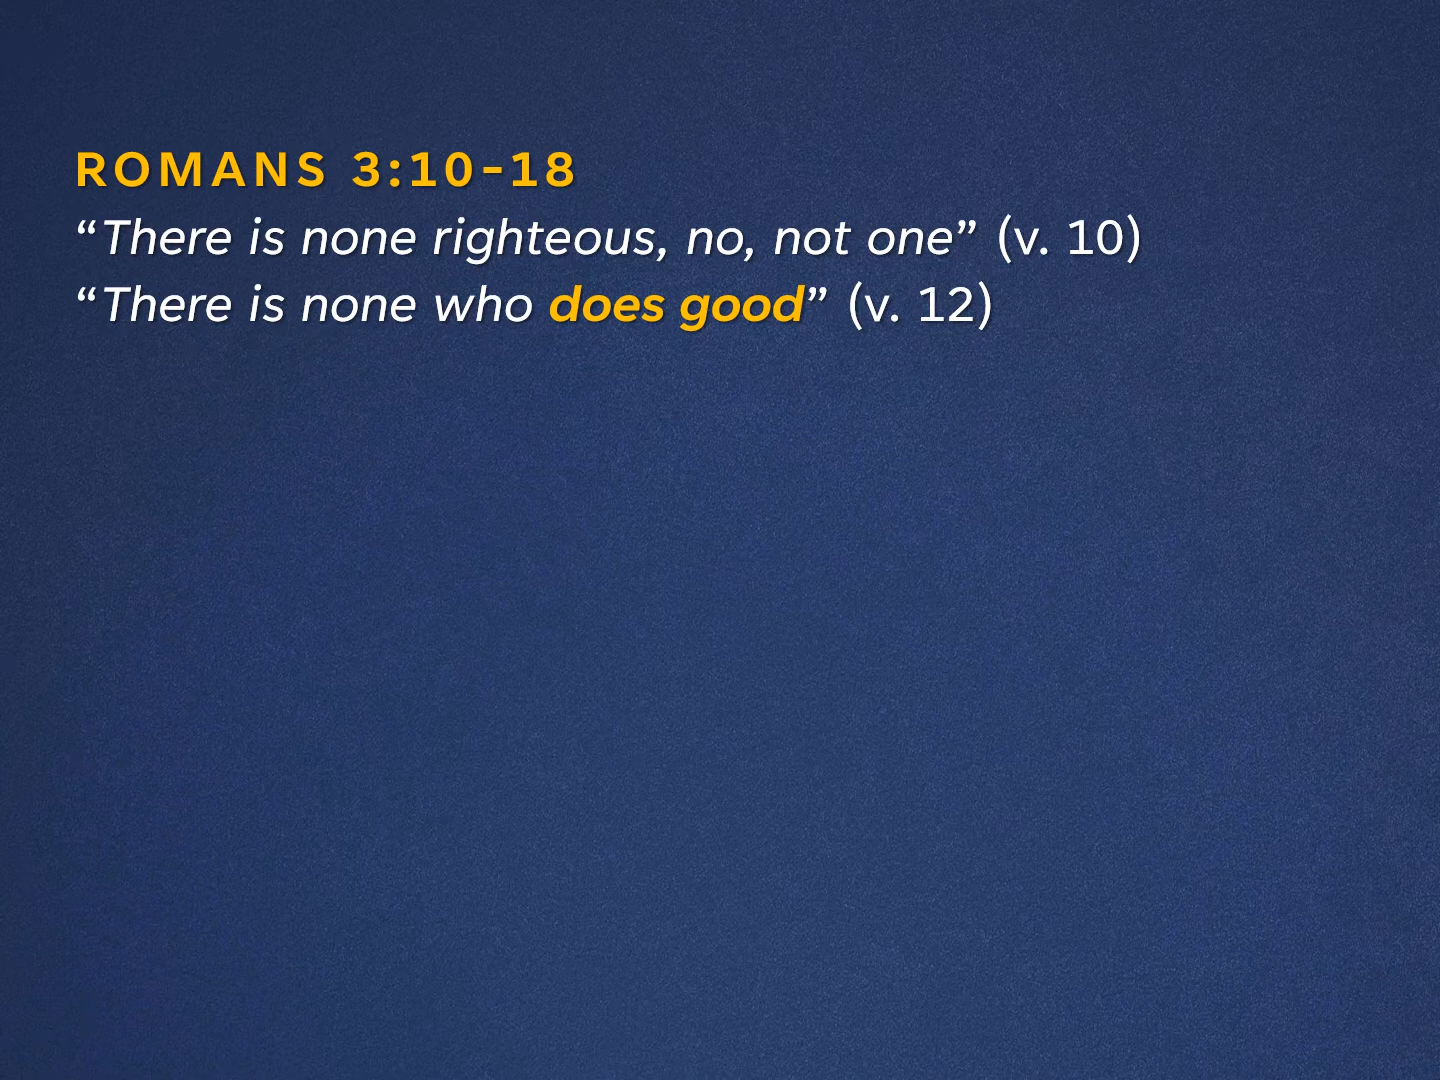 ROMANS 3:10-18
“There is none righteous, no, not one” (v. 10)
“There is none who does good” (v. 12)